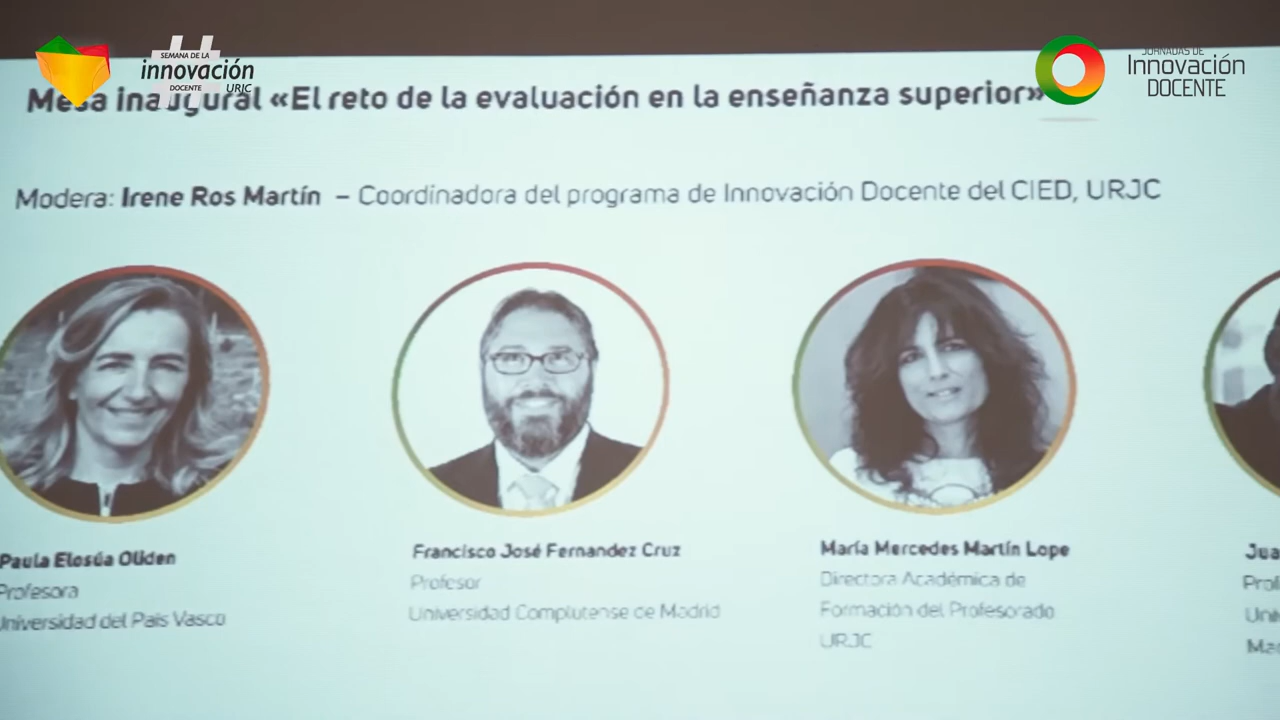 SEMANA DE LA
innovación
DOCENTE URJC
JORNADAS DE
Innovación
DOCENTE
Mesa inaugural «El reto de la evaluación en la enseñanza superior»
Modera: Irene Ros Martín – Coordinadora del programa de Innovación Docente del CIED, URJC
Paula Elosúa Oliden
Profesora
Universidad del País Vasco
Francisco José Fernandez Cruz
Profesor
Universidad Complutense de Madrid
María Mercedes Martín Lope
Directora Académica de
Formación del Profesorado
URJC